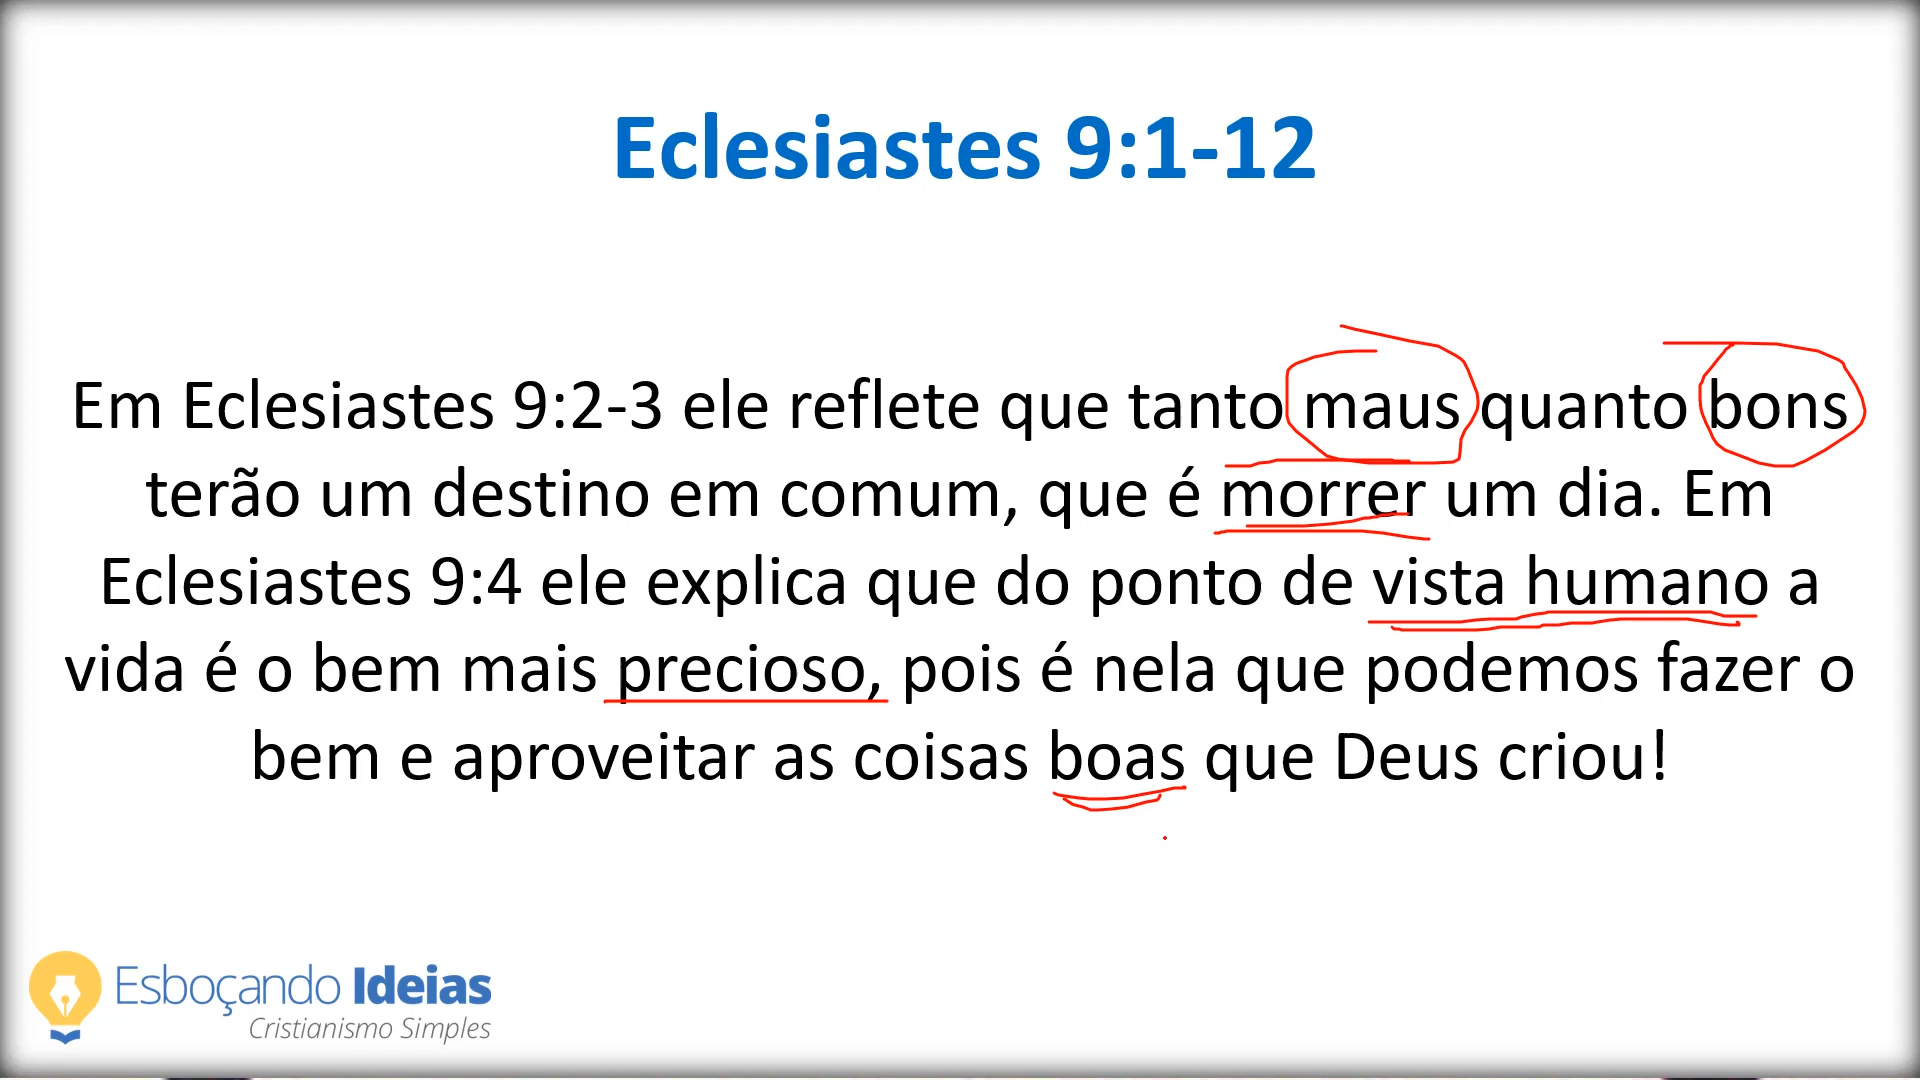 Eclesiastes 9:1-12
Em Eclesiastes 9:2-3 ele reflete que tanto maus quanto bons
terão um destino em comum, que é morrer um dia. Em
Eclesiastes 9:4 ele explica que do ponto de vista humano a
vida é o bem mais precioso, pois é nela que podemos fazer o
bem e aproveitar as coisas boas que Deus criou!
Esboçando Ideias
Cristianismo Simples